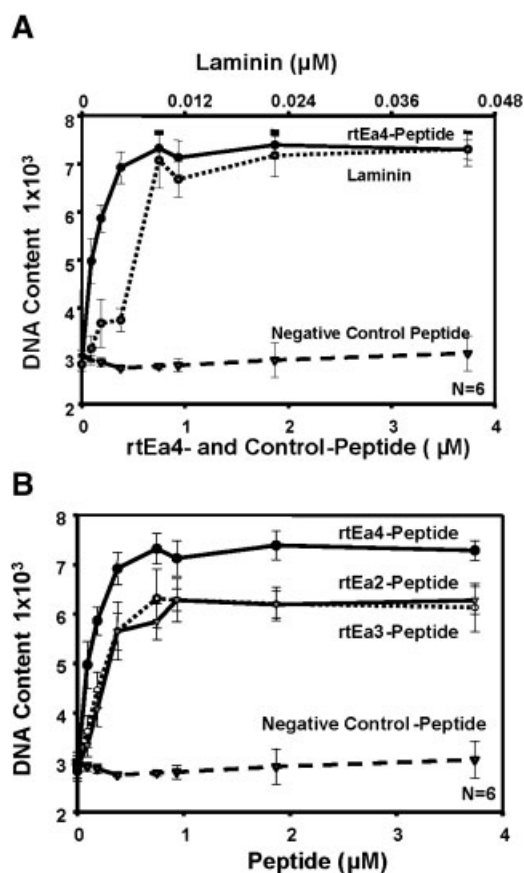 A
Laminin (µM)
0 0.012 0.024 0.036 0.048
8
7
6
5
4
3
2
DNA Content 1x10³
rtEa4-Peptide
Laminin
Negative Control Peptide
N=6
0 1 2 3 4
rtEa4- and Control-Peptide ( µM)
B
8
7
6
5
4
3
2
DNA Content 1x10³
rtEa4-Peptide
rtEa2-Peptide
rtEa3-Peptide
Negative Control-Peptide
N=6
0 1 2 3 4
Peptide (µM)